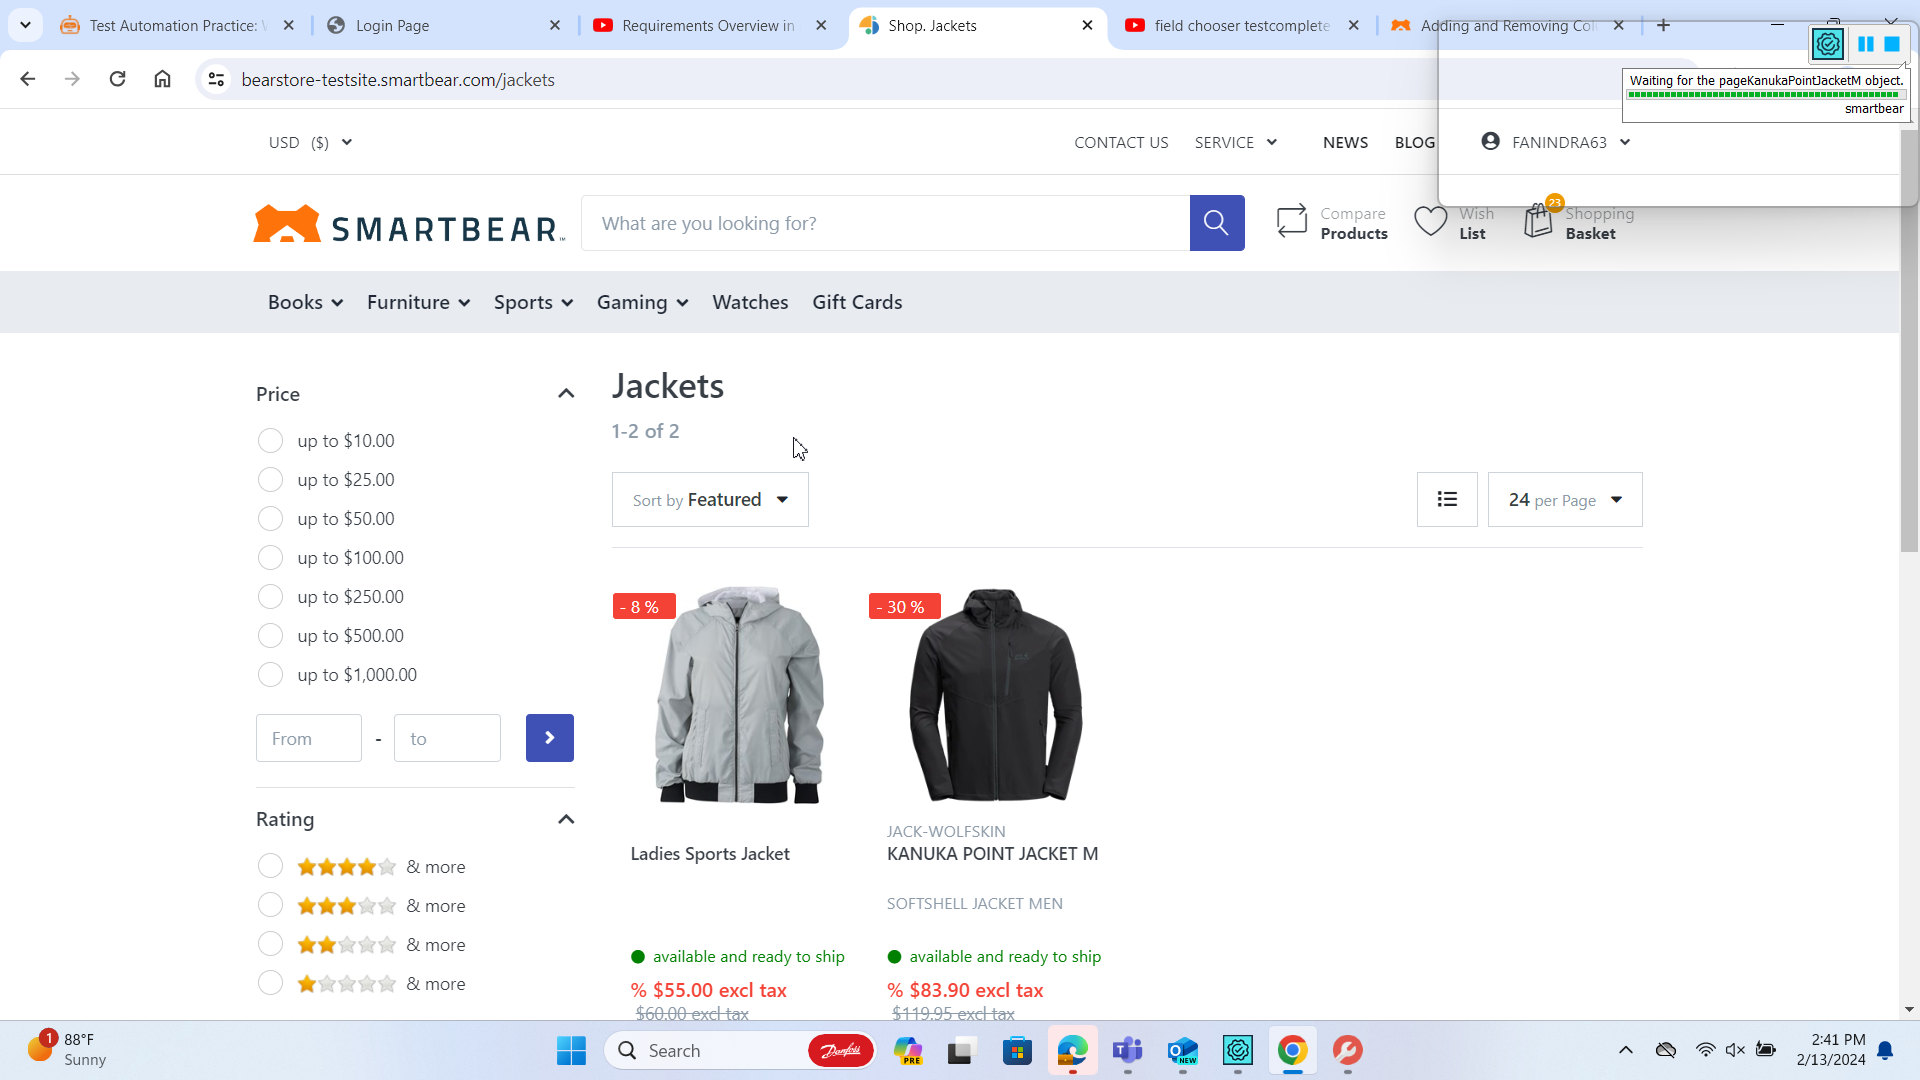 Test Automation Practice:
Login Page
Requirements Overview in
Shop. Jackets
field chooser testcomplete
Adding and Removing Col
bearstore-testsite.smartbear.com/jackets
Waiting for the pageKanukaPointJacketM object.
smartbear
USD ($)
CONTACT US
SERVICE
NEWS
BLOG
FANINDRA63
SMARTBEAR
What are you looking for?
Compare
Products
Wish
List
23
Shopping
Basket
Books
Furniture
Sports
Gaming
Watches
Gift Cards
Price
up to $10.00
up to $25.00
up to $50.00
up to $100.00
up to $250.00
up to $500.00
up to $1,000.00
From - to
Rating
& more
& more
& more
& more
Jackets
1-2 of 2
Sort by Featured
24 per Page
- 8 %
Ladies Sports Jacket
available and ready to ship
% $55.00 excl tax
$60.00 excl tax
- 30 %
JACK-WOLFSKIN
KANUKA POINT JACKET M
SOFTSHELL JACKET MEN
available and ready to ship
% $83.90 excl tax
$119.95 excl tax
1
88°F
Sunny
Search
Danfoss
PRE
NEW
2:41 PM
2/13/2024